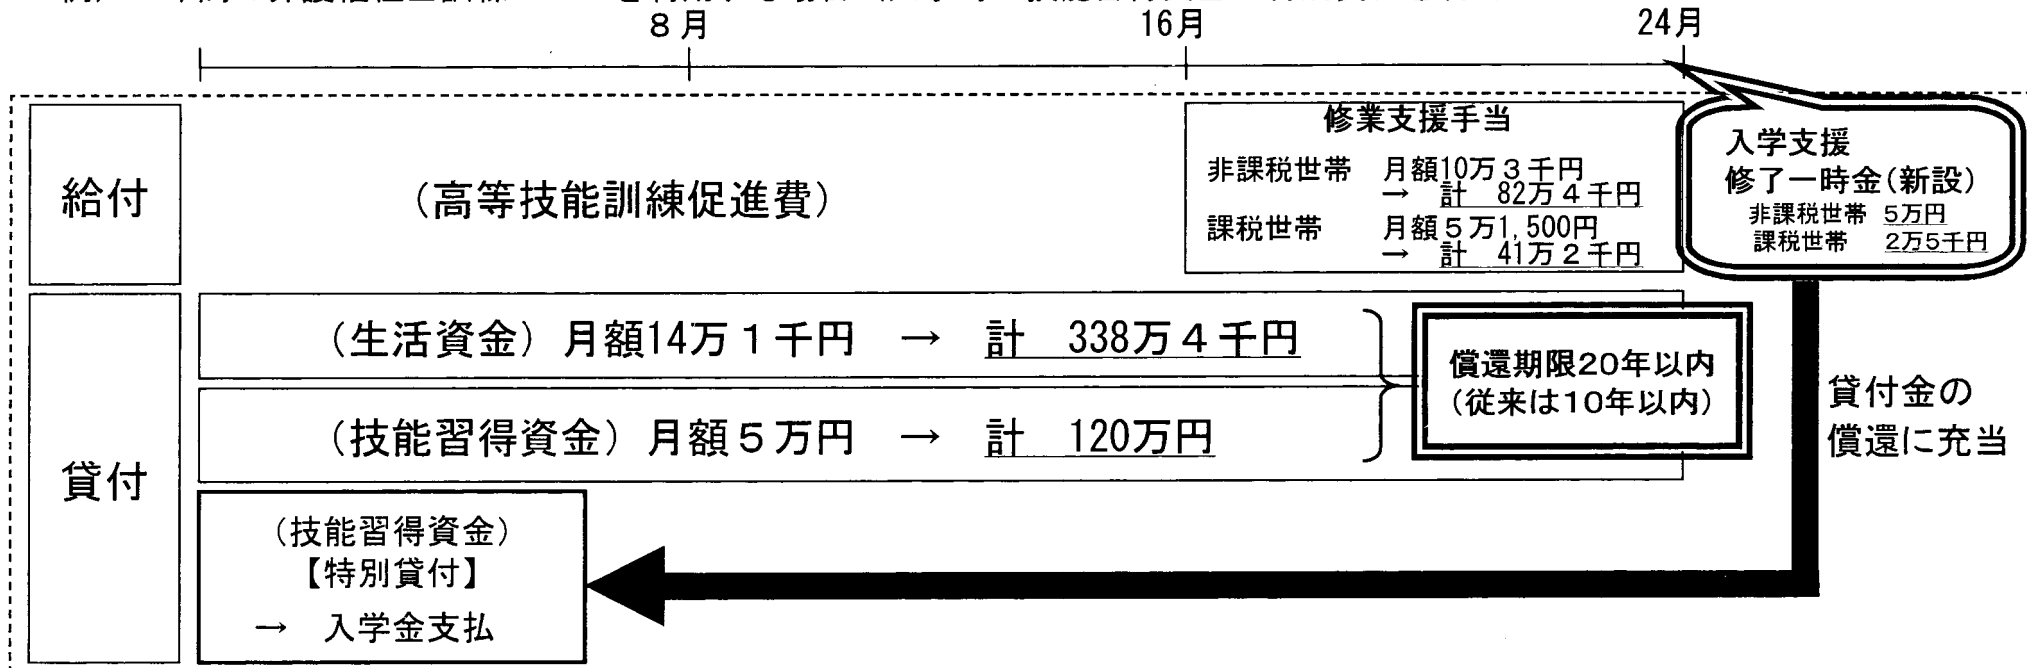 8月
16月
24月
給付
(高等技能訓練促進費)
修業支援手当
非課税世帯 月額10万3千円
→ 計 82万4千円
課税世帯 月額5万1,500円
→ 計 41万2千円
入学支援
修了一時金(新設)
非課税世帯 5万円
課税世帯 2万5千円
貸付
(生活資金) 月額14万1千円 → 計 338万4千円
(技能習得資金) 月額5万円 → 計 120万円
償還期限20年以内
(従来は10年以内)
貸付金の
償還に充当
(技能習得資金)
【特別貸付】
→ 入学金支払